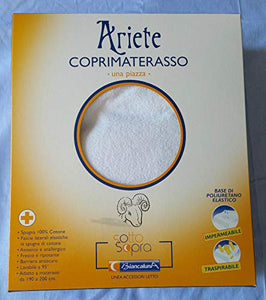 Ariete
COPRIMATERASSO
- una piazza -
Spugna 100% Cotone
Fasce laterali elastiche
in spugna di cotone
Atossico e anallergico
Fresco e riposante
Barriera antiacaro
Lavabile a 95°
Adatto a materassi
da 190 a 200 cm.
sotto
Sopra
Biancaluna
LINEA ACCESSORI LETTO
BASE DI
POLIURETANO
ELASTICO
IMPERMEABILE
TRASPIRABILE